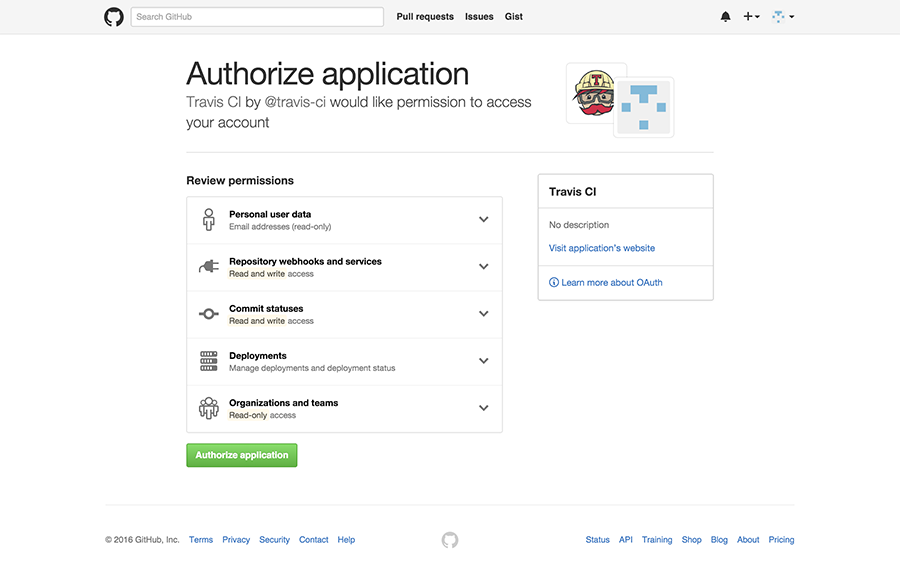 Search GitHub
Pull requests
Issues
Gist
Authorize application
Travis CI by @travis-ci would like permission to access
your account
T
Review permissions
Personal user data
Email addresses (read-only)
Repository webhooks and services
Read and write access
Commit statuses
Read and write access
Deployments
Manage deployments and deployment status
Organizations and teams
Read-only access
Authorize application
Travis CI
No description
Visit application's website
Learn more about OAuth
© 2016 GitHub, Inc. Terms Privacy Security Contact Help
Status API Training Shop Blog About Pricing